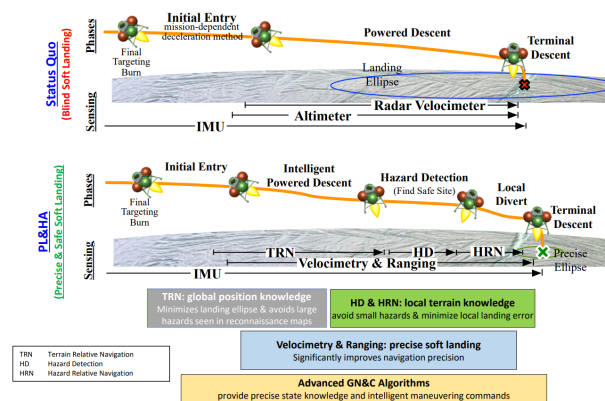 Status Quo
(Blind Soft Landing)
Phases
Initial Entry
mission-dependent
deceleration method
Powered Descent
Final
Targeting
Burn
Terminal
Descent
Landing
Ellipse
Sensing
Radar Velocimeter
Altimeter
IMU
PL&HA
(Precise & Safe Soft Landing)
Phases
Initial Entry
Intelligent
Powered Descent
Hazard Detection
(Find Safe Site)
Local
Divert
Final
Targeting
Burn
Terminal
Descent
Sensing
TRN
HD
HRN
Precise
Ellipse
Velocimetry & Ranging
IMU
TRN: global position knowledge
Minimizes landing ellipse & avoids large
hazards seen in reconnaissance maps
HD & HRN: local terrain knowledge
avoid small hazards & minimize local landing error
Velocimetry & Ranging: precise soft landing
Significantly improves navigation precision
TRN Terrain Relative Navigation
HD Hazard Detection
HRN Hazard Relative Navigation
Advanced GN&C Algorithms
provide precise state knowledge and intelligent maneuvering commands